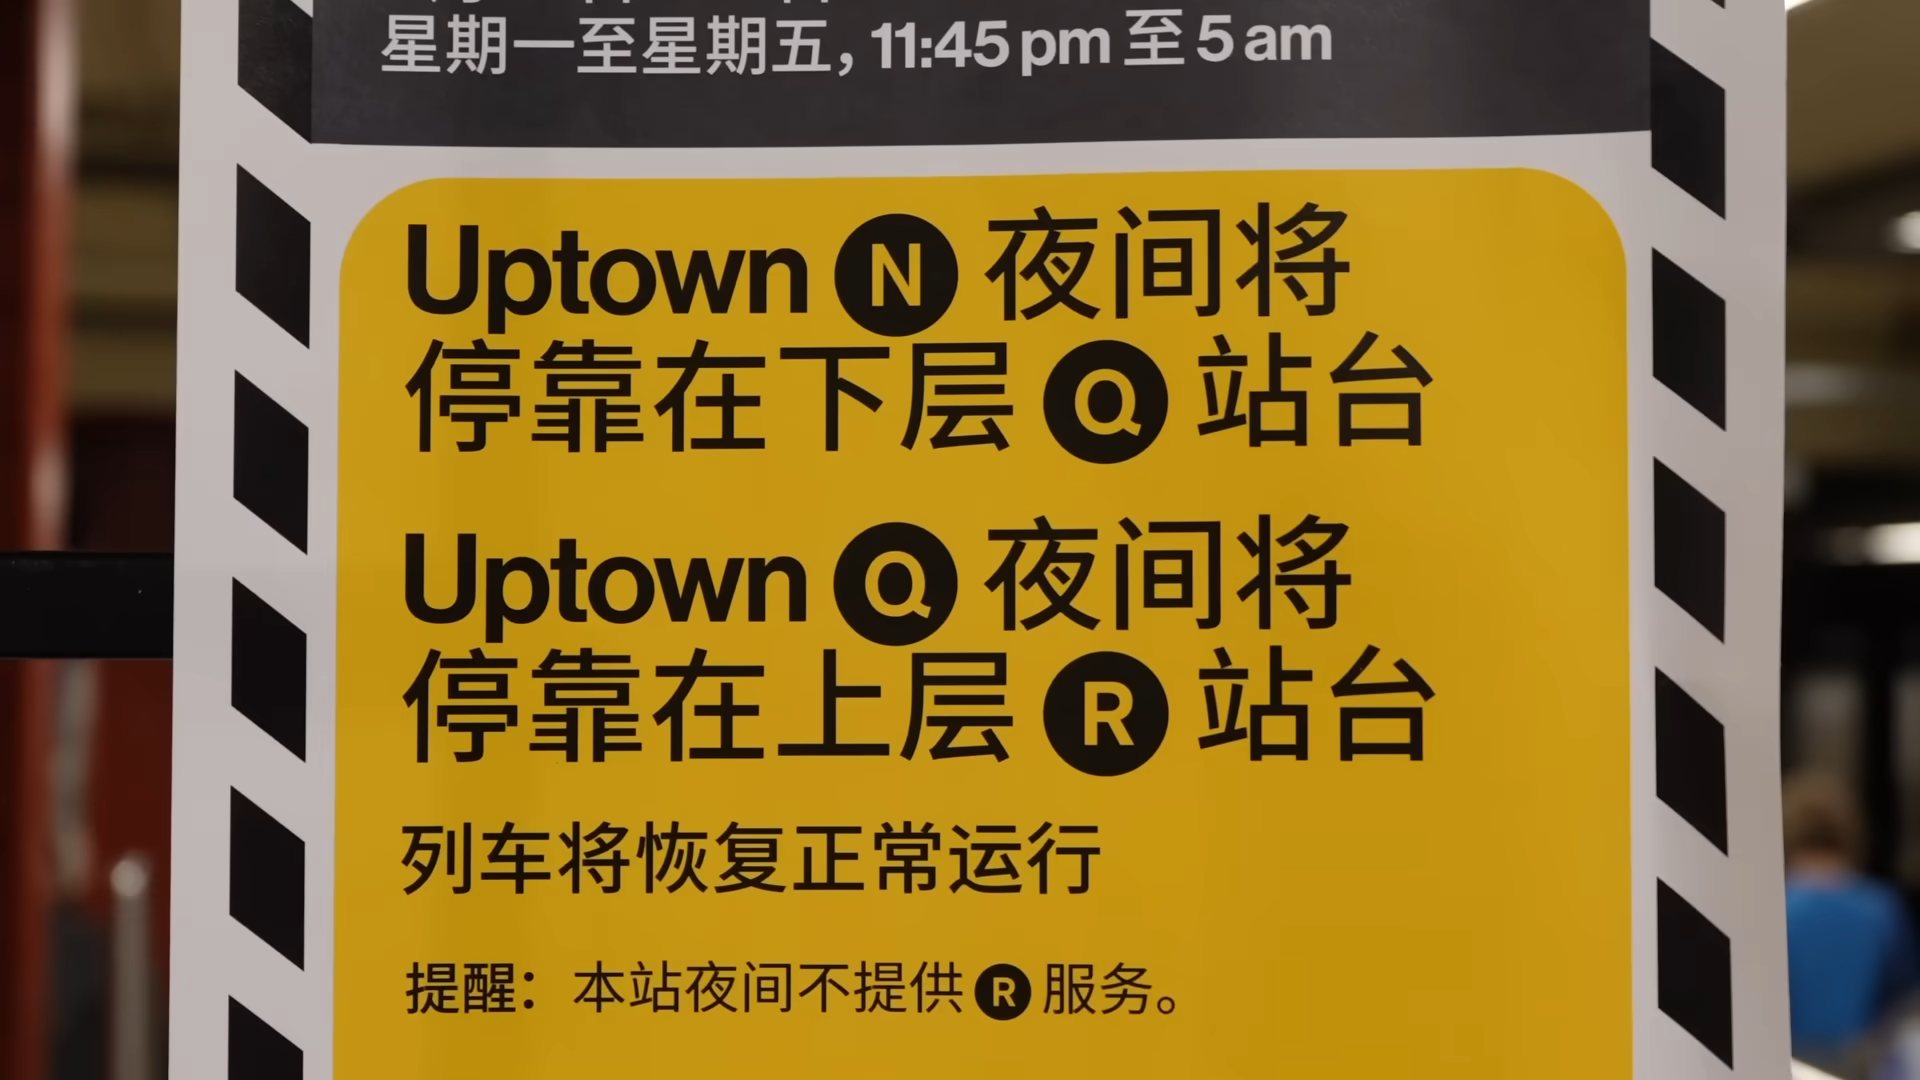 星期一至星期五, 11:45 pm 至 5 am
Uptown N 夜间将
停靠在下层 Q 站台
Uptown Q 夜间将
停靠在上层 R 站台
列车将恢复正常运行
提醒：本站夜间不提供 R 服务。